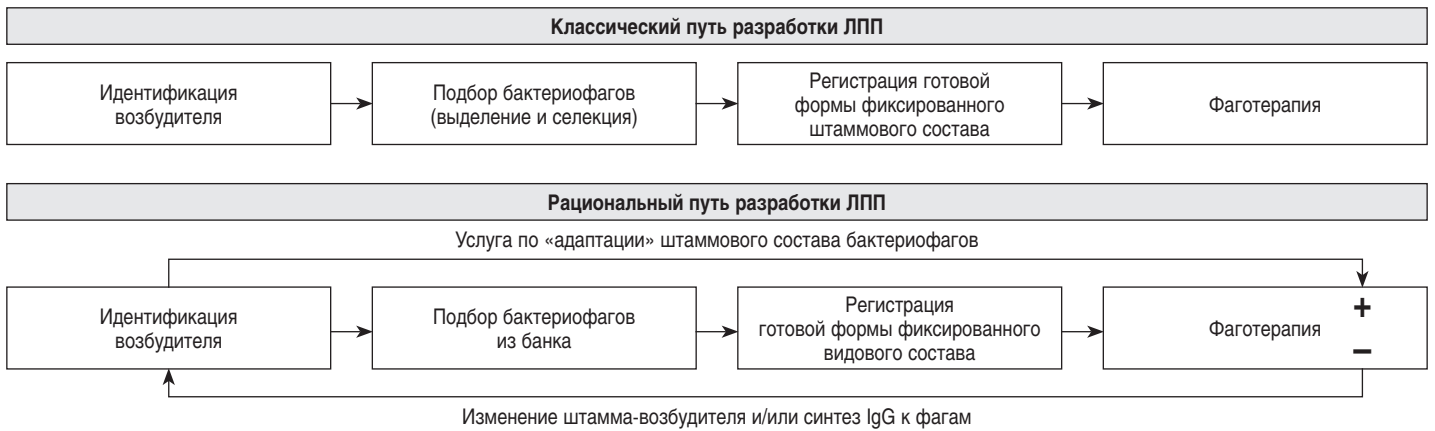 Классический путь разработки ЛПП
Идентификация
возбудителя
Подбор бактериофагов
(выделение и селекция)
Регистрация готовой
формы фиксированного
штаммового состава
Фаготерапия
Рациональный путь разработки ЛПП
Услуга по «адаптации» штаммового состава бактериофагов
Идентификация
возбудителя
Подбор бактериофагов
из банка
Регистрация
готовой формы фиксированного
видового состава
Фаготерапия
+
–
Изменение штамма-возбудителя и/или синтез IgG к фагам